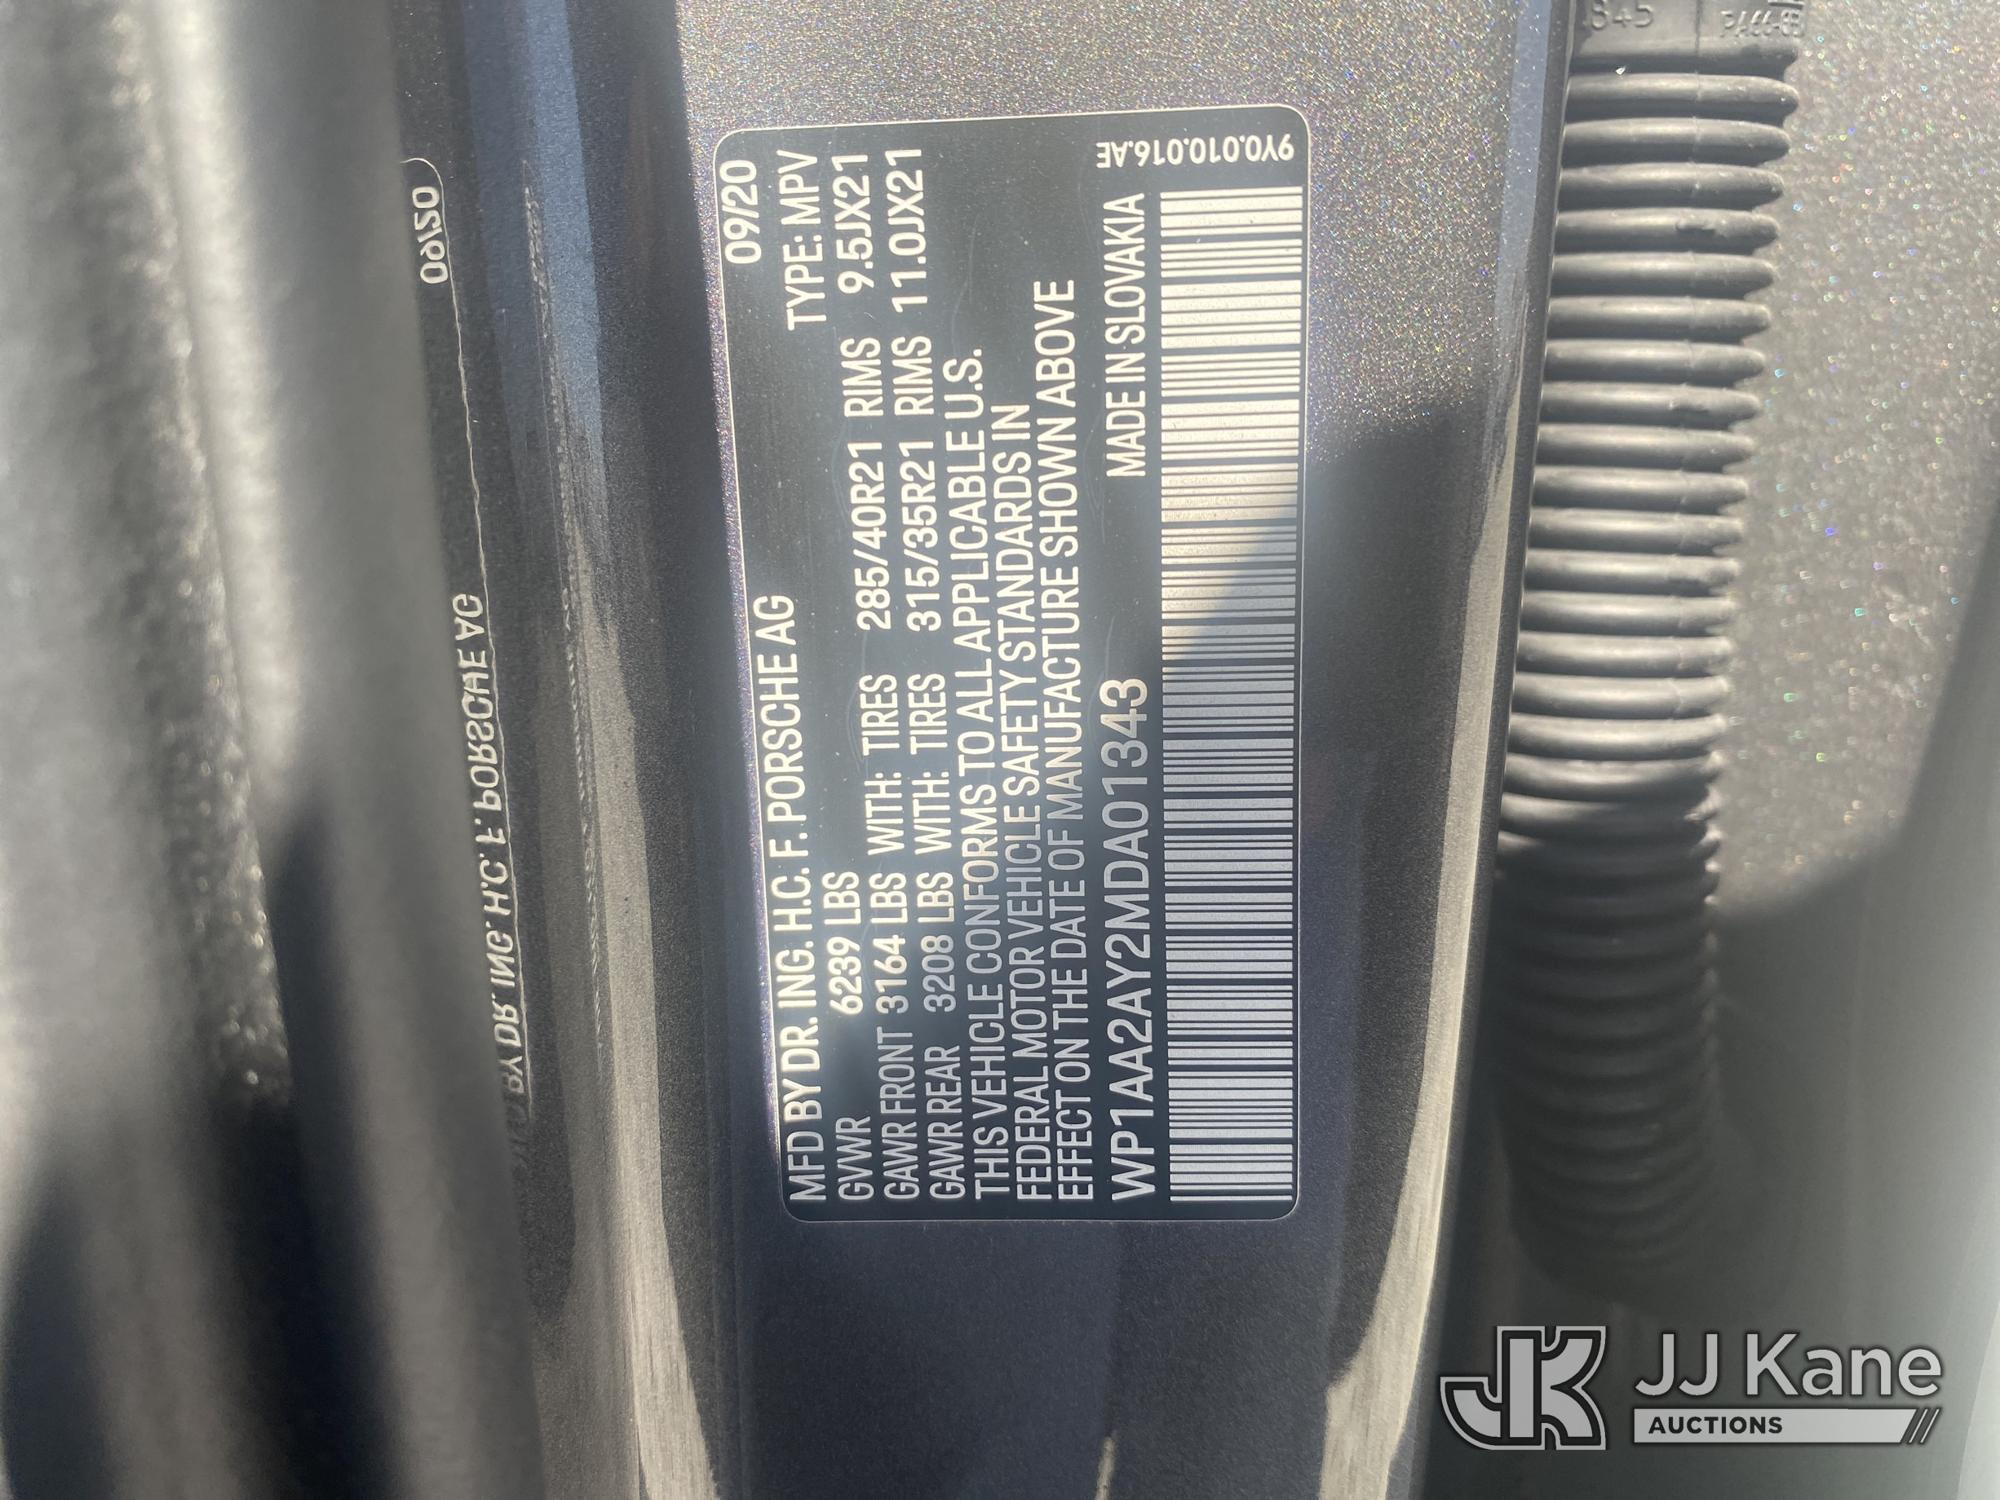 09/20
MFD BY DR. ING. H.C. F. PORSCHE AG TYPE: MPV
GVWR 6239 LBS
GAWR FRONT 3164 LBS WITH: TIRES 285/40R21 RIMS 9.5JX21
GAWR REAR 3208 LBS WITH: TIRES 315/35R21 RIMS 11.0JX21
THIS VEHICLE CONFORMS TO ALL APPLICABLE U.S.
FEDERAL MOTOR VEHICLE SAFETY STANDARDS IN
EFFECT ON THE DATE OF MANUFACTURE SHOWN ABOVE
WP1AA2AY2MDA01343 MADE IN SLOVAKIA
9Y0.010.016.AE
09/20
BY DR. ING. H.C. F. PORSCHE AG
JK JJ Kane
AUCTIONS